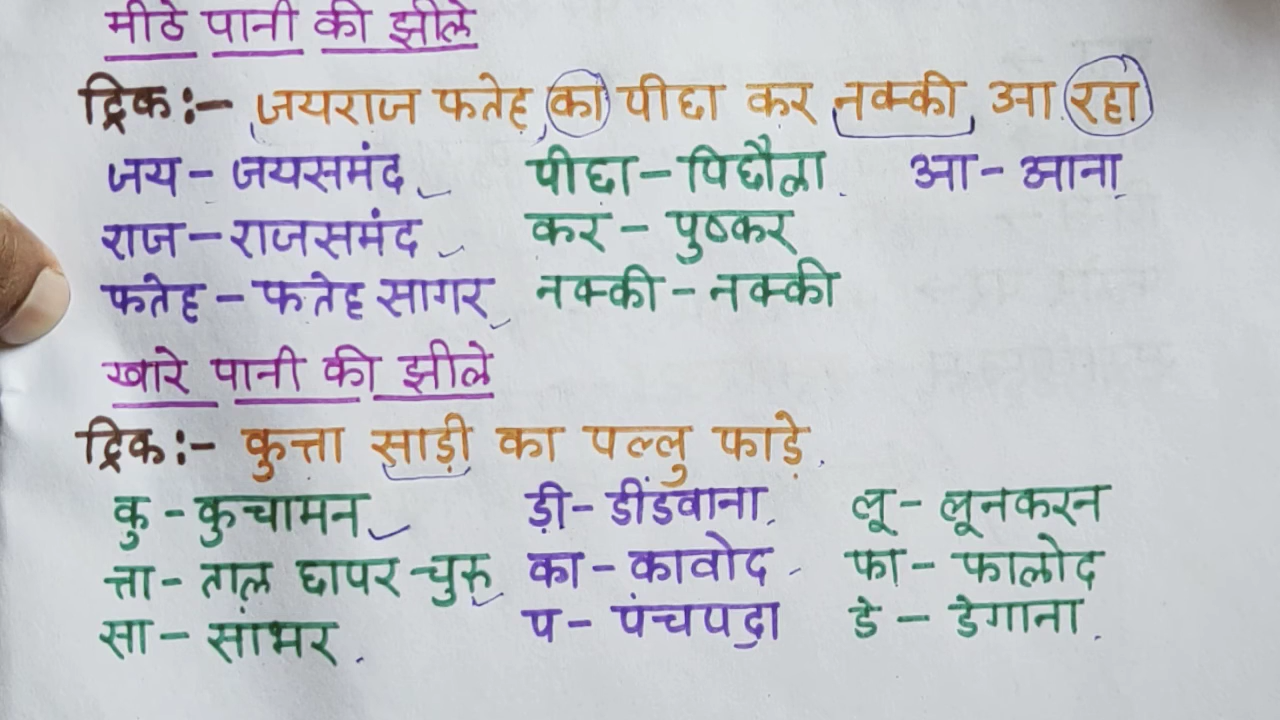 मीठे पानी की झीले
ट्रिक:- जयराज फतेह का पीछा कर नक्की आ रहा
जय - जयसमंद पीछा - पिछौला आ - आना
राज - राजसमंद कर - पुष्कर
फतेह - फतेह सागर नक्की - नक्की
खारे पानी की झीले
ट्रिक:- कुत्ता साड़ी का पल्लु फाड़े
कु - कुचामन ड़ी - डीडवाना लू - लूनकरन
त्ता - ताल छापर - चुरू का - कावोद फा - फालोद
सा - सांभर प - पंचपद्रा डे - डेगाना